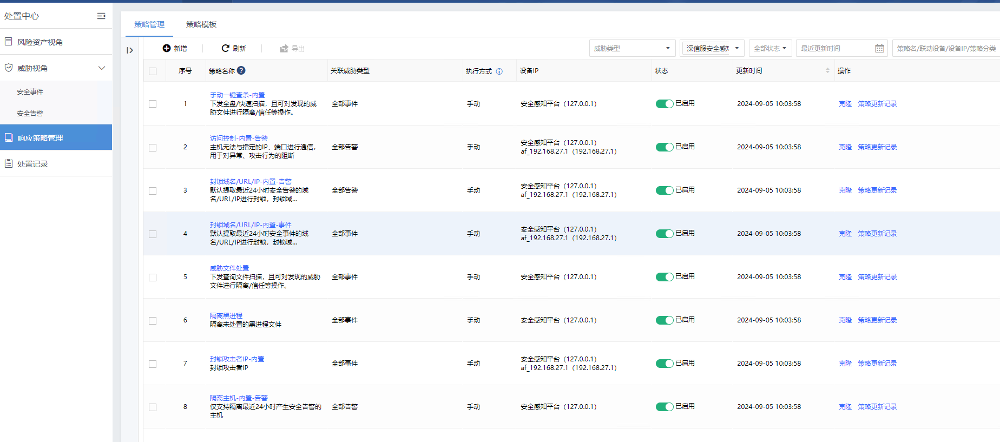 处置中心
风险资产视角
威胁视角
安全事件
安全告警
响应策略管理
处置记录
策略管理 策略模板
新增 刷新 导出 威胁类型 全部状态 最近更新时间 策略名/联动设备/设备IP/策略分类
序号 策略名称 关联威胁类型 执行方式 设备IP 状态 更新时间 操作
手动一键查杀-内置
1 下发全盘/快速扫描，且可对发现的威 全部事件 手动 安全感知平台（127.0.0.1） 已启用 2024-09-05 10:03:58 克隆 策略更新记录
胁文件进行隔离/信任等操作。
访问控制-内置-告警
主机无法与指定的IP、端口进行通信， 安全感知平台（127.0.0.1）
2 全部告警 手动 已启用 2024-09-05 10:03:58 克隆 策略更新记录
用于对异常、攻击行为的阻断 af_192.168.27.1（192.168.27.1）
封锁域名/URL/IP-内置-告警
默认提取最近24小时安全告警的域 安全感知平台（127.0.0.1）
3 全部告警 手动 已启用 2024-09-05 10:03:58 克隆 策略更新记录
名/URL/IP进行封锁，封锁域... af_192.168.27.1（192.168.27.1）
封锁域名/URL/IP-内置-事件
默认提取最近24小时安全事件的域 安全感知平台（127.0.0.1）
4 全部事件 手动 已启用 2024-09-05 10:03:58 克隆 策略更新记录
名/URL/IP进行封锁，封锁域... af_192.168.27.1（192.168.27.1）
威胁文件处置
5 下发查询文件扫描，且可对发现的威胁 全部事件 手动 安全感知平台（127.0.0.1） 已启用 2024-09-05 10:03:58 克隆 策略更新记录
文件进行隔离/信任等操作。
隔离黑进程
6 隔离未处置的黑进程文件 全部事件 手动 安全感知平台（127.0.0.1） 已启用 2024-09-05 10:03:58 克隆 策略更新记录
封锁攻击者IP-内置 安全感知平台（127.0.0.1）
7 全部事件 手动 已启用 2024-09-05 10:03:58 克隆 策略更新记录
封锁攻击者IP af_192.168.27.1（192.168.27.1）
隔离主机-内置-告警
8 仅支持隔离最近24小时产生安全告警的 全部告警 手动 安全感知平台（127.0.0.1） 已启用 2024-09-05 10:03:58 克隆 策略更新记录
主机